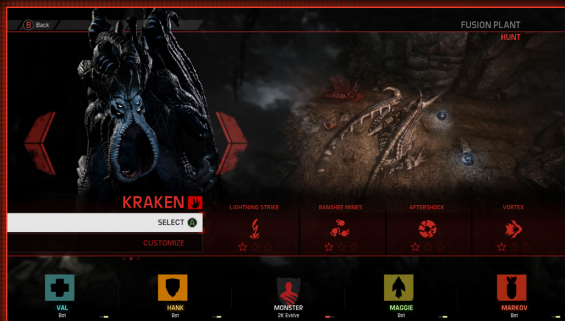 B Back
FUSION PLANT
HUNT
KRAKEN
SELECT A
CUSTOMIZE
LIGHTNING STRIKE
BANSHEE MINES
AFTERSHOCK
VORTEX
VAL
Bot
HANK
Bot
MONSTER
2K Evolve
MAGGIE
Bot
MARKOV
Bot